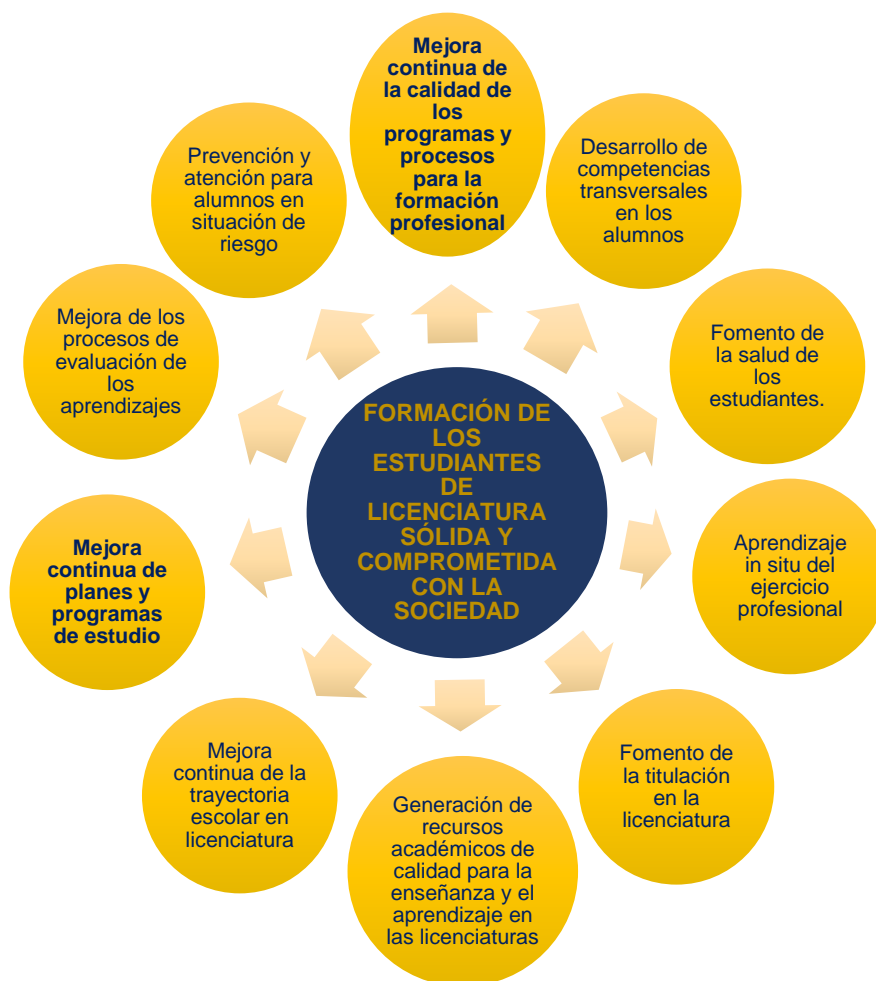 Mejora
continua de
la calidad de
los
programas y
procesos
para la
formación
profesional
Desarrollo de
competencias
transversales
en los
alumnos
Fomento de
la salud de
los
estudiantes.
Aprendizaje
in situ del
ejercicio
profesional
Fomento de
la titulación
en la
licenciatura
Generación de
recursos
académicos de
calidad para la
enseñanza y el
aprendizaje en
las licenciaturas
Mejora
continua de la
trayectoria
escolar en
licenciatura
Mejora
continua de
planes y
programas
de estudio
Mejora de los
procesos de
evaluación de
los
aprendizajes
Prevención y
atención para
alumnos en
situación de
riesgo
FORMACIÓN DE
LOS
ESTUDIANTES
DE
LICENCIATURA
SÓLIDA Y
COMPROMETIDA
CON LA
SOCIEDAD